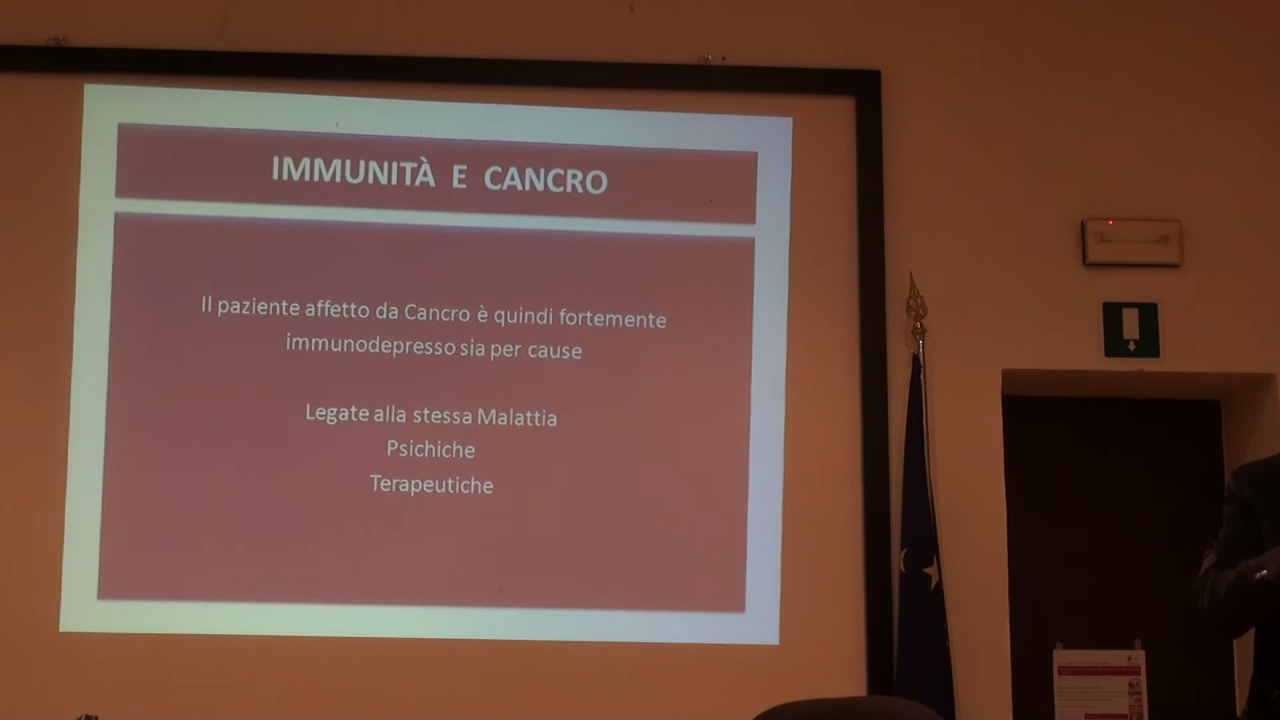 IMMUNITÀ E CANCRO
Il paziente affetto da Cancro è quindi fortemente
immunodepresso sia per cause
Legate alla stessa Malattia
Psichiche
Terapeutiche